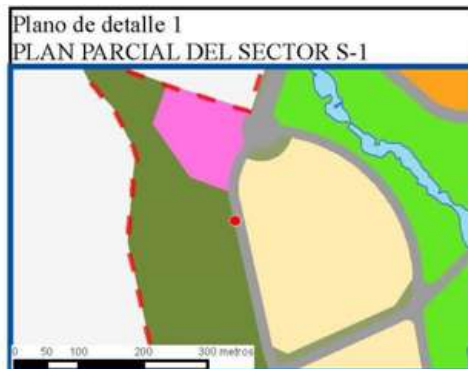 Plano de detalle 1
PLAN PARCIAL DEL SECTOR S-1
0 50 100 200 300 metros